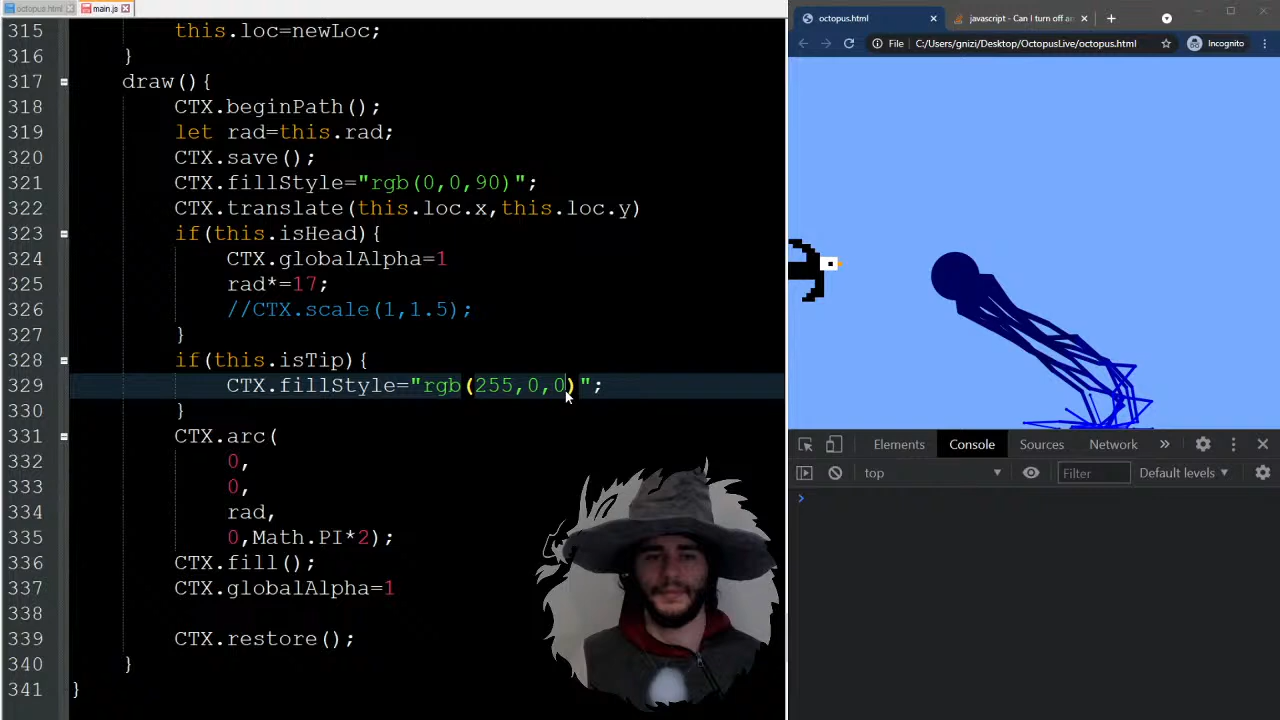 octopus.html
main.js
315 this.loc=newLoc;
316 }
317 draw(){
318 CTX.beginPath();
319 let rad=this.rad;
320 CTX.save();
321 CTX.fillStyle="rgb(0,0,90)";
322 CTX.translate(this.loc.x,this.loc.y)
323 if(this.isHead){
324 CTX.globalAlpha=1
325 rad*=17;
326 //CTX.scale(1,1.5);
327 }
328 if(this.isTip){
329 CTX.fillStyle="rgb(255,0,0)";
330 }
331 CTX.arc(
332 0,
333 0,
334 rad,
335 0,Math.PI*2);
336 CTX.fill();
337 CTX.globalAlpha=1
338
339 CTX.restore();
340 }
341 }
octopus.html
javascript - Can I turn off an
File C:/Users/gnizi/Desktop/OctopusLive/octopus.html Incognito
Elements Console Sources Network
top Filter Default levels